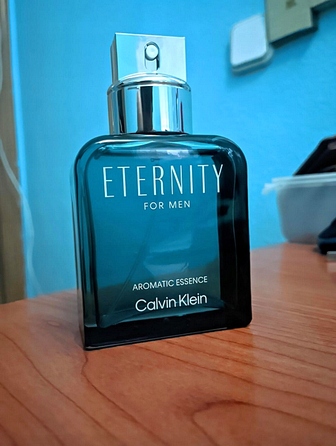 ETERNITY
FOR MEN
AROMATIC ESSENCE
Calvin Klein